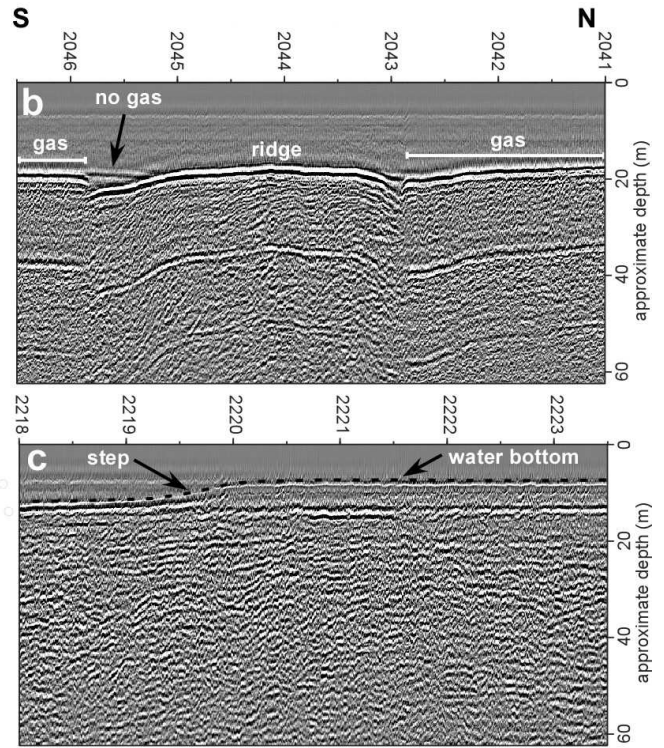 S N
2046 2045 2044 2043 2042 2041
b
no gas
gas ridge gas
0
20
40
60
approximate depth (m)
2218 2219 2220 2221 2222 2223
c
step water bottom
0
20
40
60
approximate depth (m)